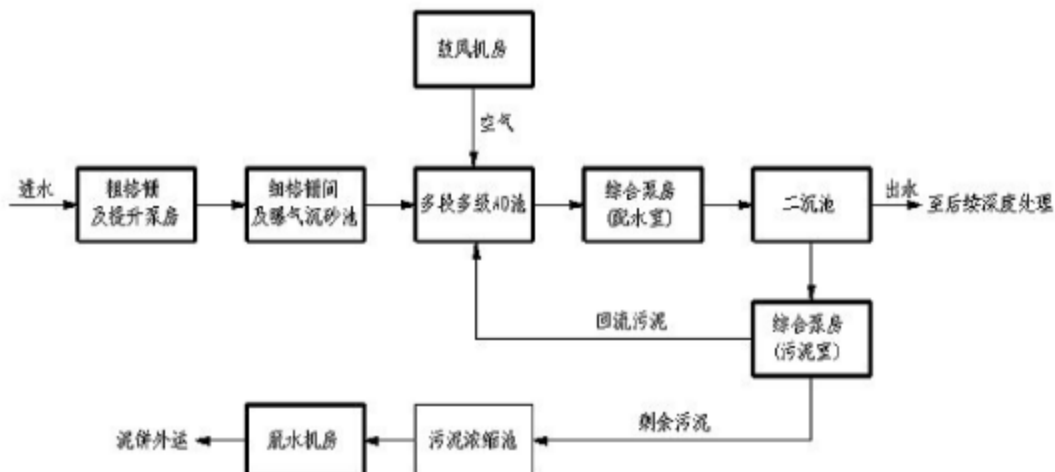 鼓风机房
空气
进水
粗格栅
及提升泵房
细格栅间
及曝气沉砂池
多段多级AO池
综合泵房
(配水室)
二沉池
出水
至后续深度处理
回流污泥
综合泵房
(污泥室)
剩余污泥
泥饼外运
脱水机房
污泥浓缩池